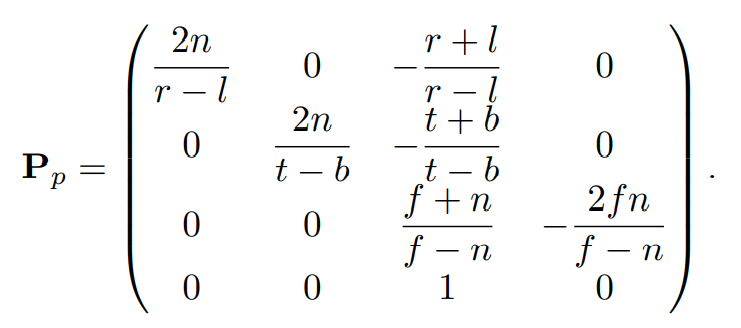 P_p = ( 2n/(r − l) 0 −(r + l)/(r − l) 0
0 2n/(t − b) −(t + b)/(t − b) 0
0 0 (f + n)/(f − n) −2fn/(f − n)
0 0 1 0 ) .